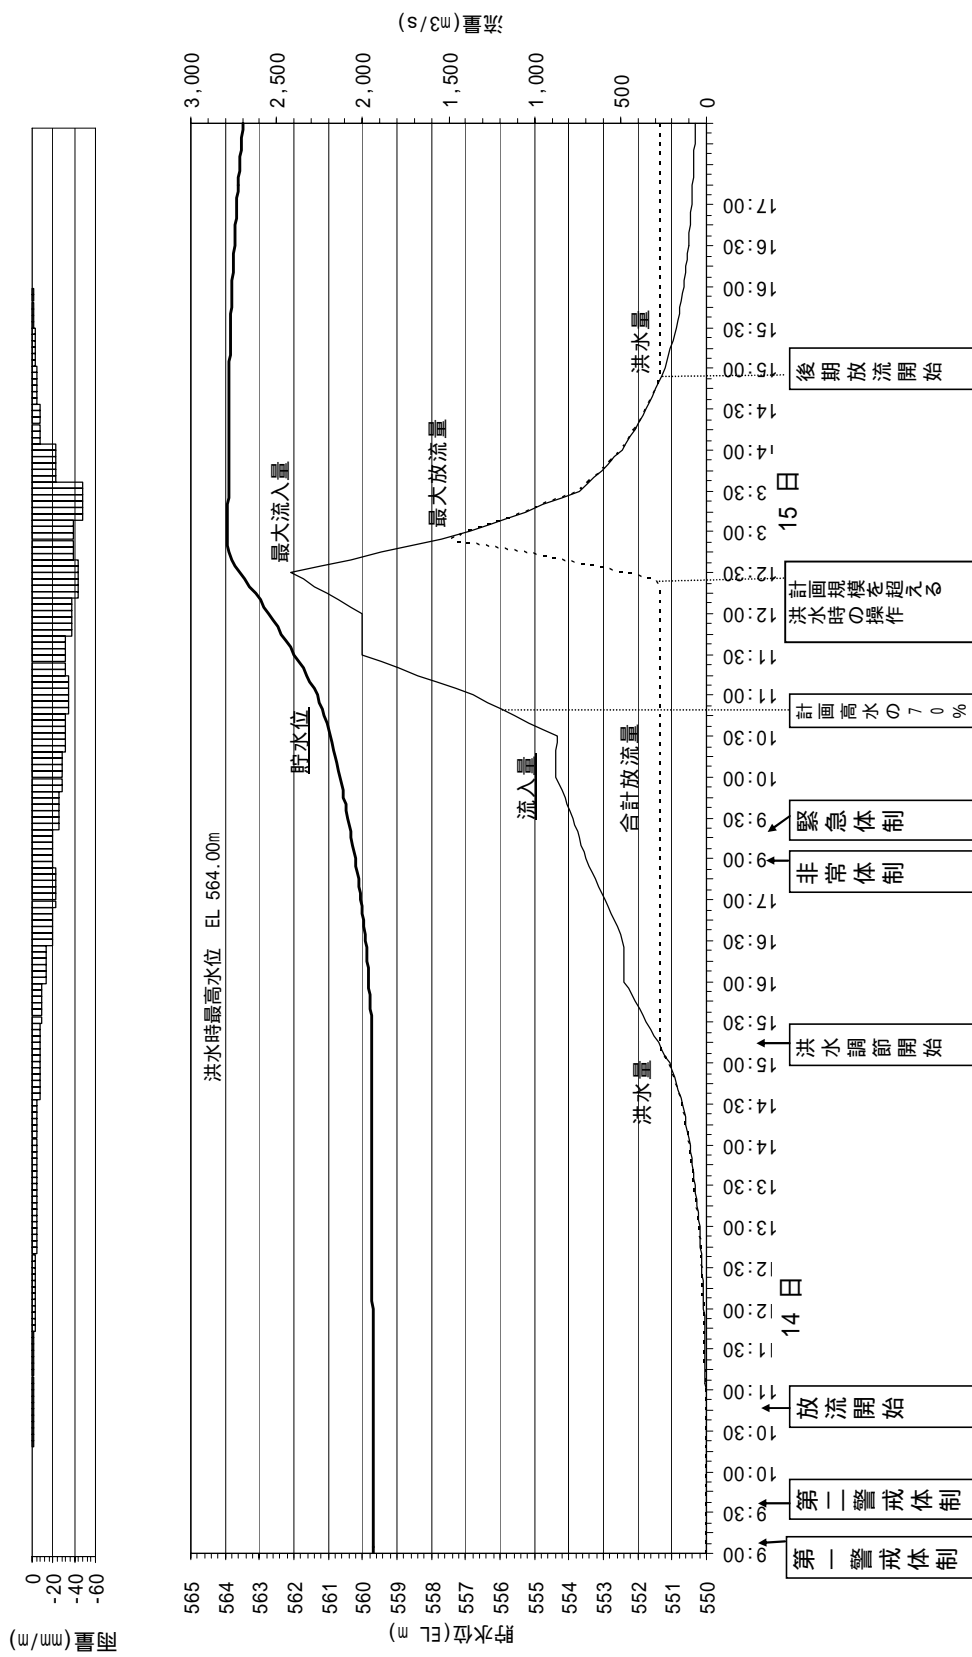 雨量(mm/m)
0
-20
-40
-60
流量(m3/s)
3,000
2,500
2,000
1,500
1,000
500
0
貯水位(EL m)
565
564
563
562
561
560
559
558
557
556
555
554
553
552
551
550
洪水時最高水位 EL 564.00m
貯水位
最大流入量
最大放流量
流入量
合計放流量
洪水量
洪水量
9:00
9:30
10:00
10:30
11:00
11:30
12:00
12:30
13:00
13:30
14:00
14:30
15:00
15:30
16:00
16:30
17:00
9:00
9:30
10:00
10:30
11:00
11:30
12:00
12:30
3:00
3:30
14:00
14:30
15:00
15:30
16:00
16:30
17:00
14 日
15 日
第一警戒体制
第二警戒体制
放流開始
洪水調節開始
非常体制
緊急体制
計画高水の70%
計画規模を超える
洪水時の操作
後期放流開始